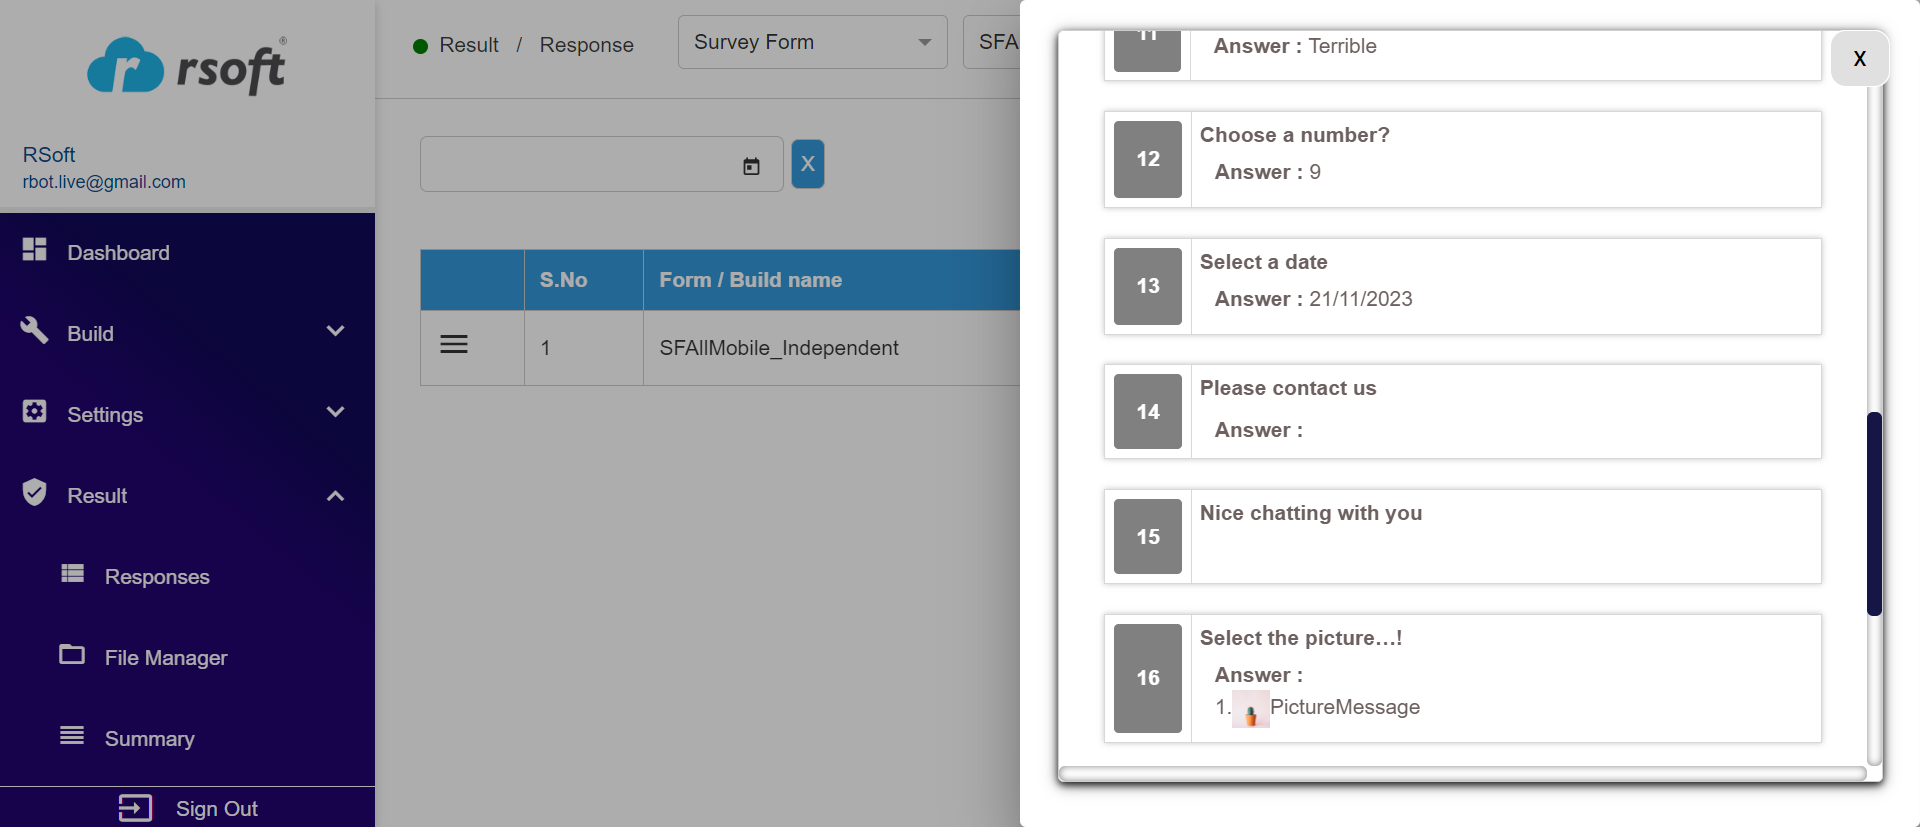 rsoft®
RSoft
rbot.live@gmail.com
Dashboard
Build
Settings
Result
Responses
File Manager
Summary
Sign Out
Result / Response
Survey Form
SFA
X
S.No Form / Build name
1 SFAllMobile_Independent
X
11
Answer : Terrible
12
Choose a number?
Answer : 9
13
Select a date
Answer : 21/11/2023
14
Please contact us
Answer :
15
Nice chatting with you
16
Select the picture...!
Answer :
1. PictureMessage